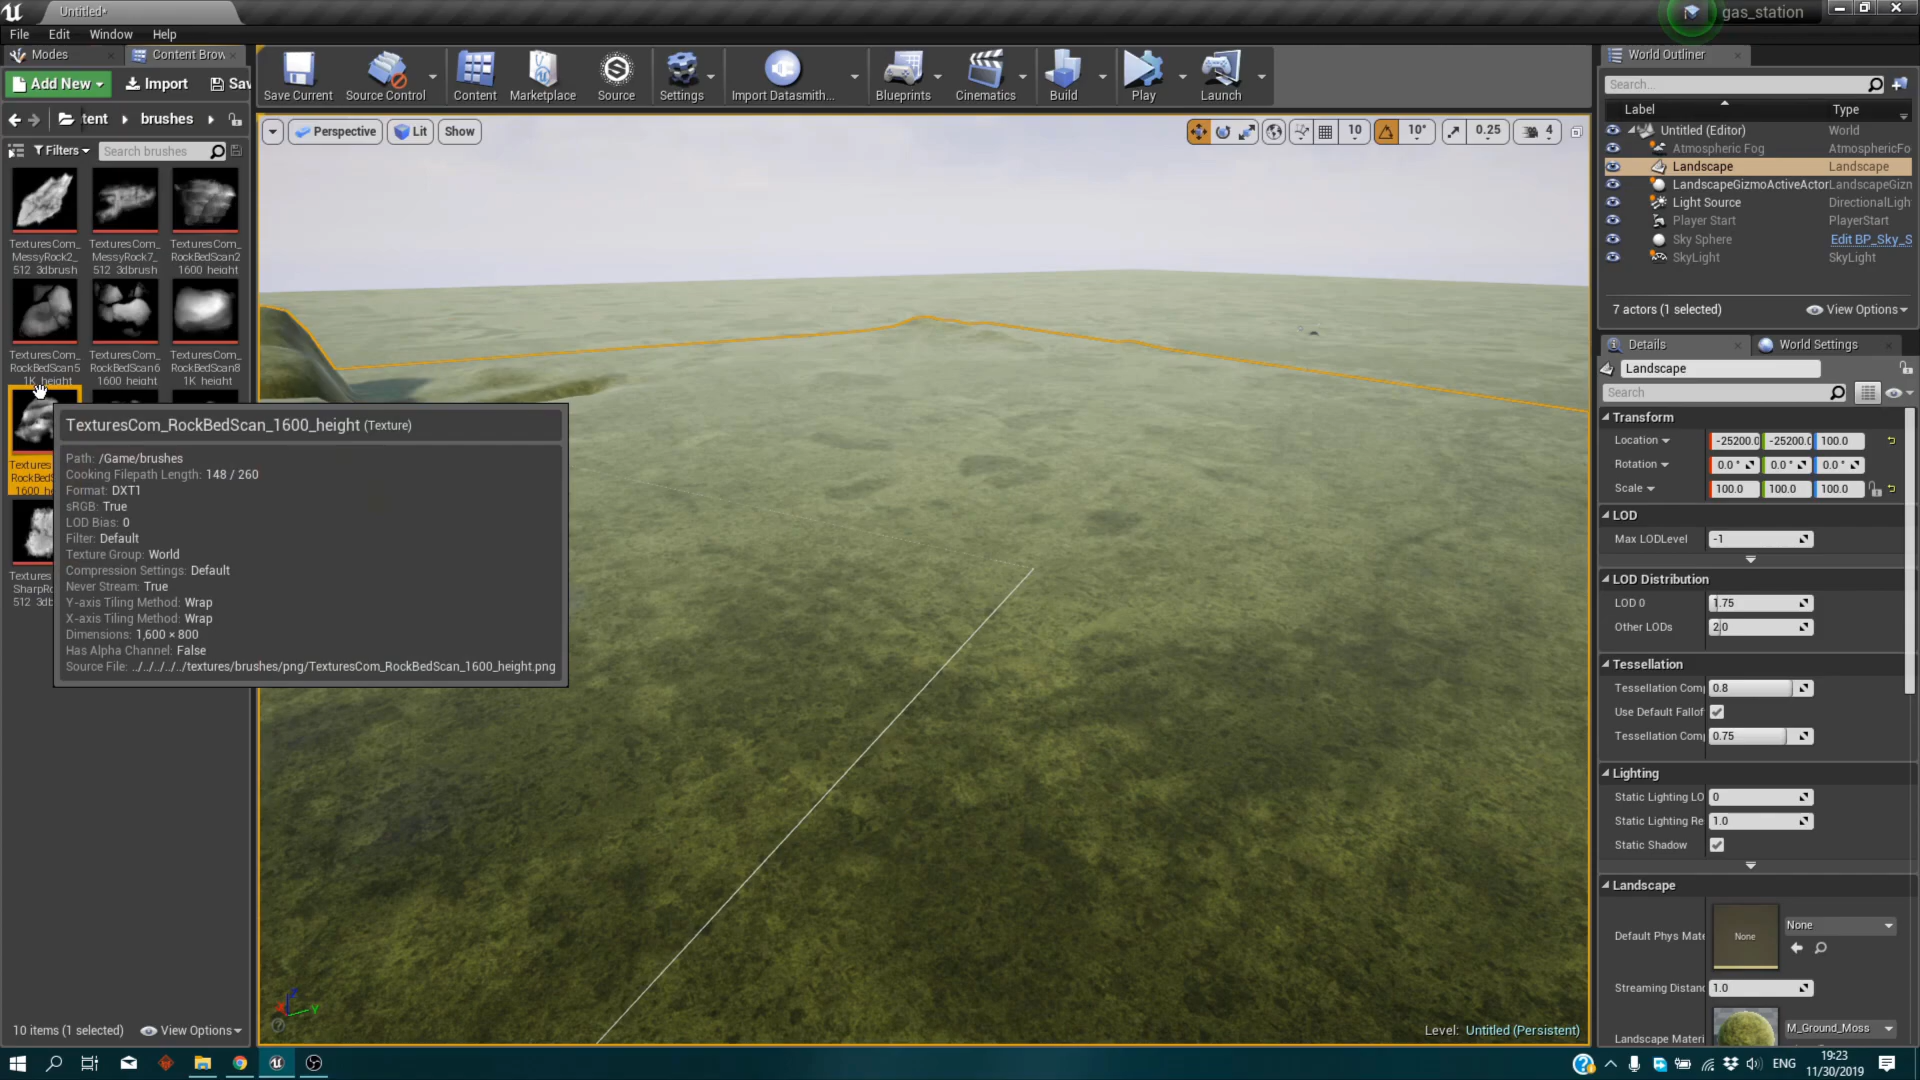 Untitled*
gas_station
File Edit Window Help
Modes Content Brow
Add New Import Sav
tent brushes
Filters Search brushes
TexturesCom_
MessyRock2_
512_3dbrush
TexturesCom_
MessyRock7_
512_3dbrush
TexturesCom_
RockBedScan2
1600_height
TexturesCom_
RockBedScan5
1K_height
TexturesCom_
RockBedScan6
1600_height
TexturesCom_
RockBedScan8
1K_height
Textures
RockBedS
1600_he
Textures
SharpRo
512_3db
TexturesCom_RockBedScan_1600_height (Texture)
Path: /Game/brushes
Cooking Filepath Length: 148 / 260
Format: DXT1
sRGB: True
LOD Bias: 0
Filter: Default
Texture Group: World
Compression Settings: Default
Never Stream: True
Y-axis Tiling Method: Wrap
X-axis Tiling Method: Wrap
Dimensions: 1,600 × 800
Has Alpha Channel: False
Source File: ../../../../../textures/brushes/png/TexturesCom_RockBedScan_1600_height.png
10 items (1 selected) View Options
Save Current Source Control Content Marketplace Source Settings Import Datasmith... Blueprints Cinematics Build Play Launch
Perspective Lit Show 10 10° 0.25 4
Level: Untitled (Persistent)
World Outliner
Search...
Label Type
Untitled (Editor) World
Atmospheric Fog AtmosphericFo
Landscape Landscape
LandscapeGizmoActiveActor LandscapeGizn
Light Source DirectionalLigh
Player Start PlayerStart
Sky Sphere Edit BP_Sky_S
SkyLight SkyLight
7 actors (1 selected) View Options
Details World Settings
Landscape
Search
Transform
Location -25200.0 -25200.0 100.0
Rotation 0.0 ° 0.0 ° 0.0 °
Scale 100.0 100.0 100.0
LOD
Max LODLevel -1
LOD Distribution
LOD 0 1.75
Other LODs 2.0
Tessellation
Tessellation Com 0.8
Use Default Fallof
Tessellation Com 0.75
Lighting
Static Lighting LO 0
Static Lighting Re 1.0
Static Shadow
Landscape
Default Phys Mate None None
Streaming Distanc 1.0
Landscape Materi M_Ground_Moss
ENG 19:23
11/30/2019